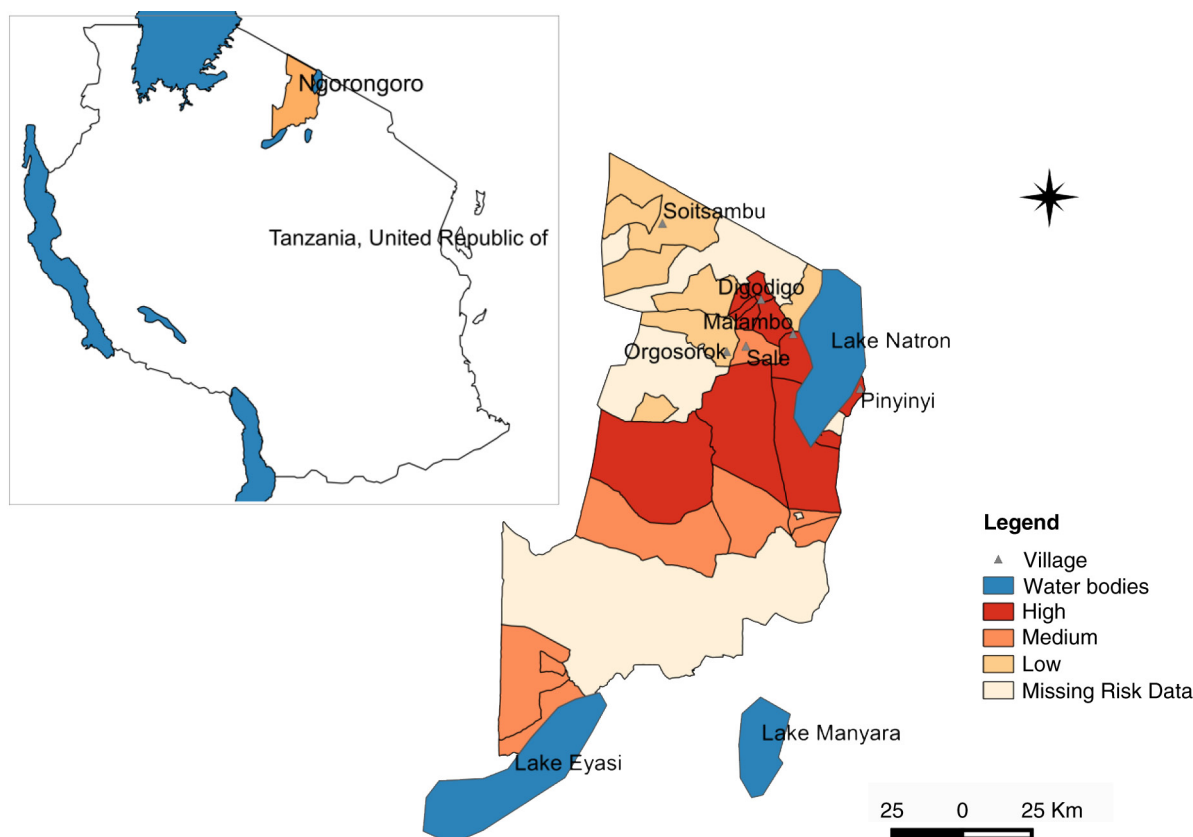 Ngorongoro
Tanzania, United Republic of
Soitsambu
Digodigo
Malambo
Orgosorok
Sale
Lake Natron
Pinyinyi
Lake Eyasi
Lake Manyara
Legend
Village
Water bodies
High
Medium
Low
Missing Risk Data
25 0 25 Km